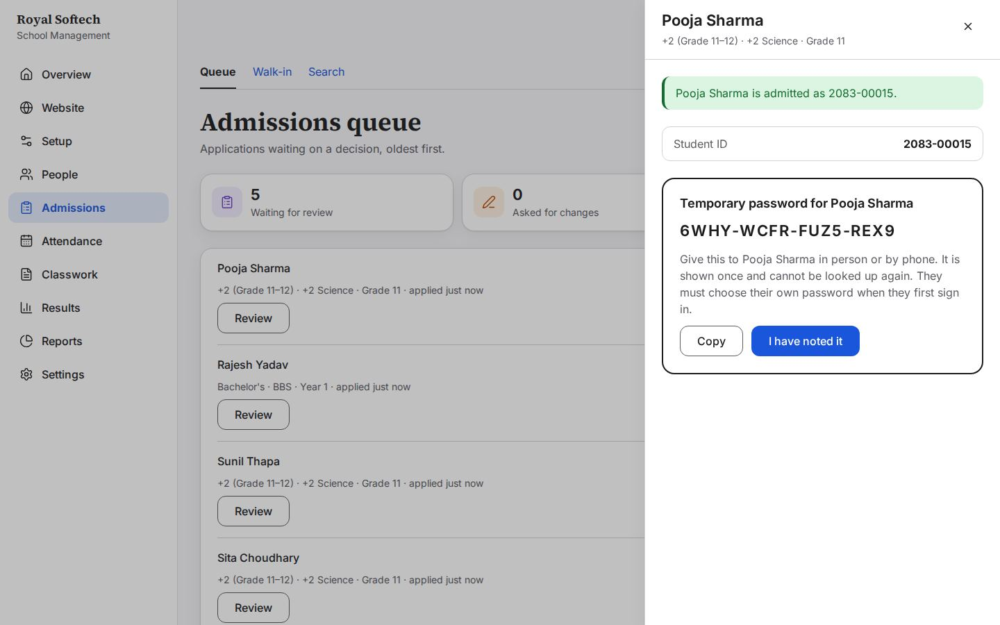 Royal Softech
School Management
Overview
Website
Setup
People
Admissions
Attendance
Classwork
Results
Reports
Settings
Queue
Walk-in
Search
Admissions queue
Applications waiting on a decision, oldest first.
5
Waiting for review
0
Asked for changes
Pooja Sharma
+2 (Grade 11–12) · +2 Science · Grade 11 · applied just now
Review
Rajesh Yadav
Bachelor's · BBS · Year 1 · applied just now
Review
Sunil Thapa
+2 (Grade 11–12) · +2 Science · Grade 11 · applied just now
Review
Sita Choudhary
+2 (Grade 11–12) · +2 Science · Grade 11 · applied just now
Review
Pooja Sharma
+2 (Grade 11–12) · +2 Science · Grade 11
Pooja Sharma is admitted as 2083-00015.
Student ID
2083-00015
Temporary password for Pooja Sharma
6WHY-WCFR-FUZ5-REX9
Give this to Pooja Sharma in person or by phone. It is
shown once and cannot be looked up again. They
must choose their own password when they first sign
in.
Copy
I have noted it